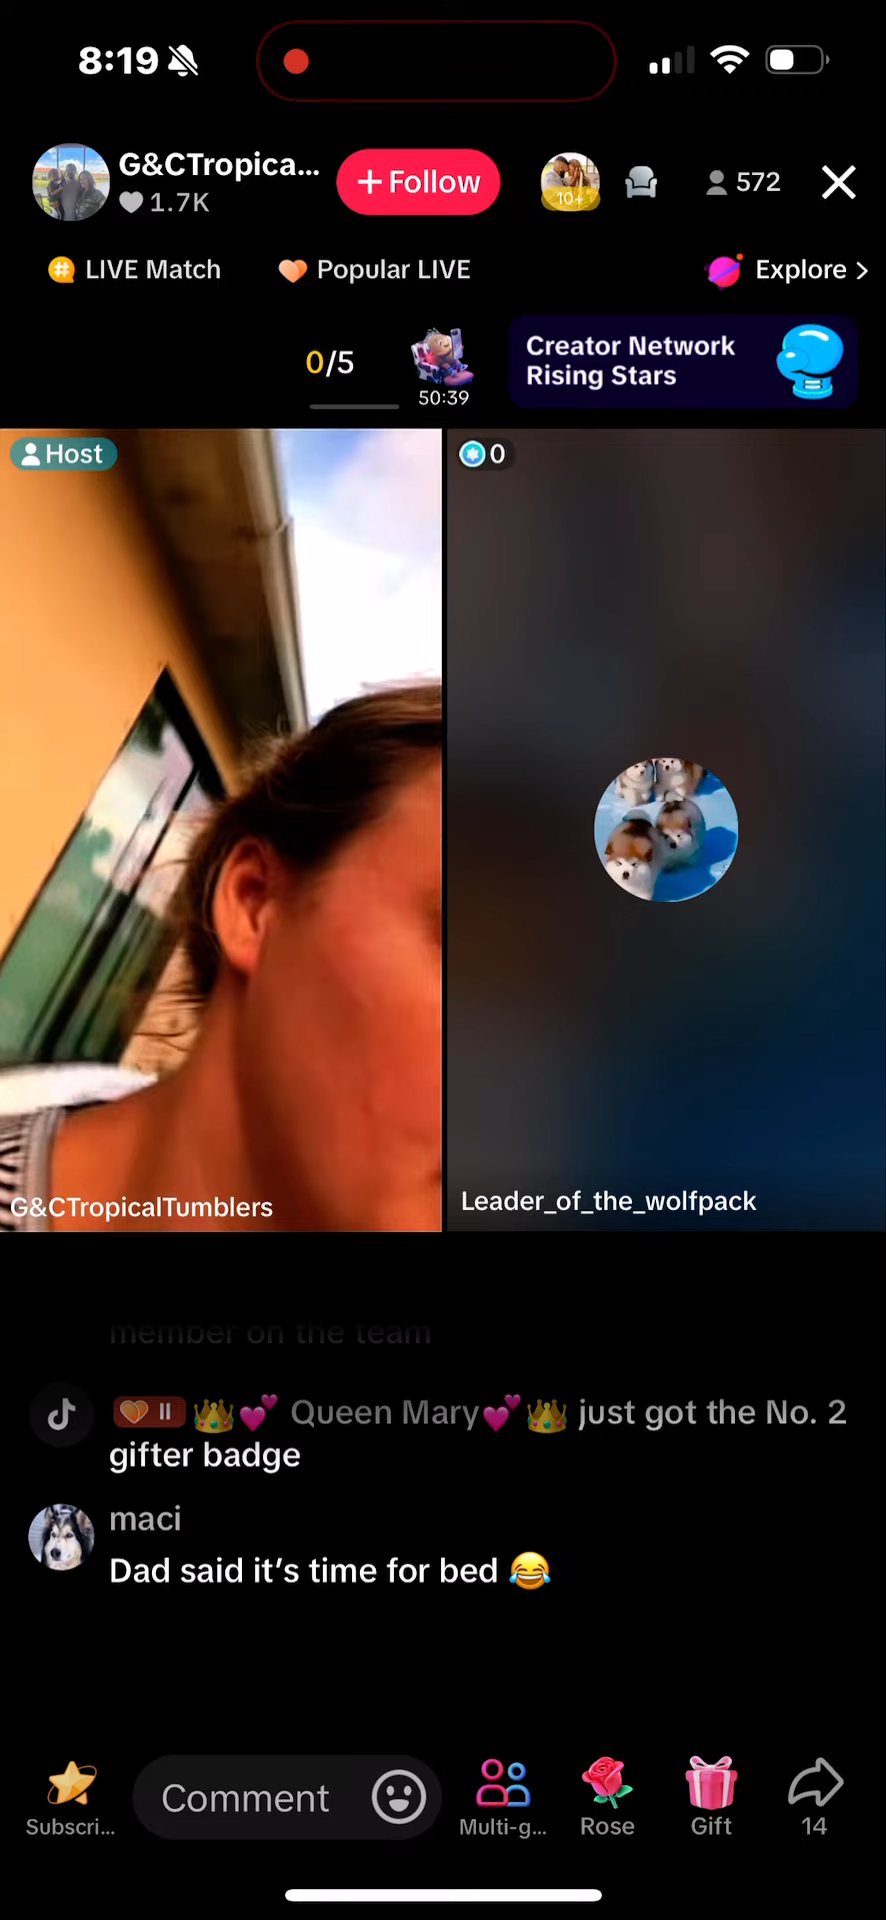 8:19
G&CTropica...
1.7K
+ Follow
10+
572
LIVE Match
Popular LIVE
Explore >
0/5
50:39
Creator Network
Rising Stars
Host
0
G&CTropicalTumblers
Leader_of_the_wolfpack
member on the team
II 👑💕 Queen Mary💕👑 just got the No. 2
gifter badge
maci
Dad said it's time for bed 😂
Subscri...
Comment
Multi-g...
Rose
Gift
14